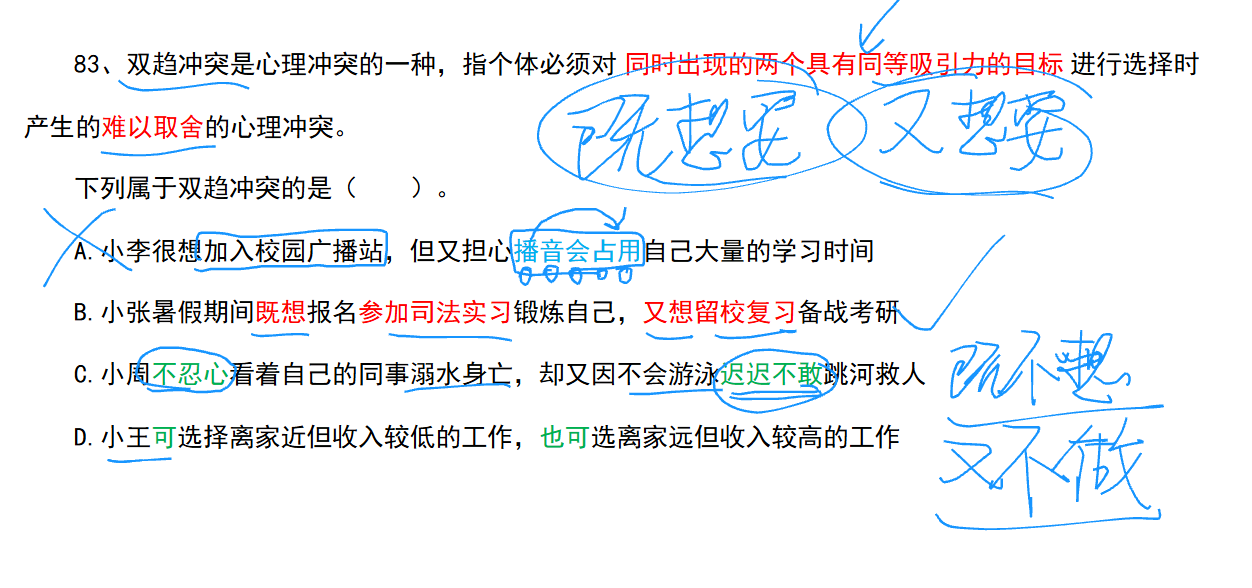 83、双趋冲突是心理冲突的一种，指个体必须对 同时出现的两个具有同等吸引力的目标 进行选择时
产生的难以取舍的心理冲突。
既想要 又想要
下列属于双趋冲突的是（ ）。
A.小李很想加入校园广播站，但又担心播音会占用自己大量的学习时间
B.小张暑假期间既想报名参加司法实习锻炼自己，又想留校复习备战考研
C.小周不忍心看着自己的同事溺水身亡，却又因不会游泳迟迟不敢跳河救人
既不想
D.小王可选择离家近但收入较低的工作，也可选离家远但收入较高的工作
又不做